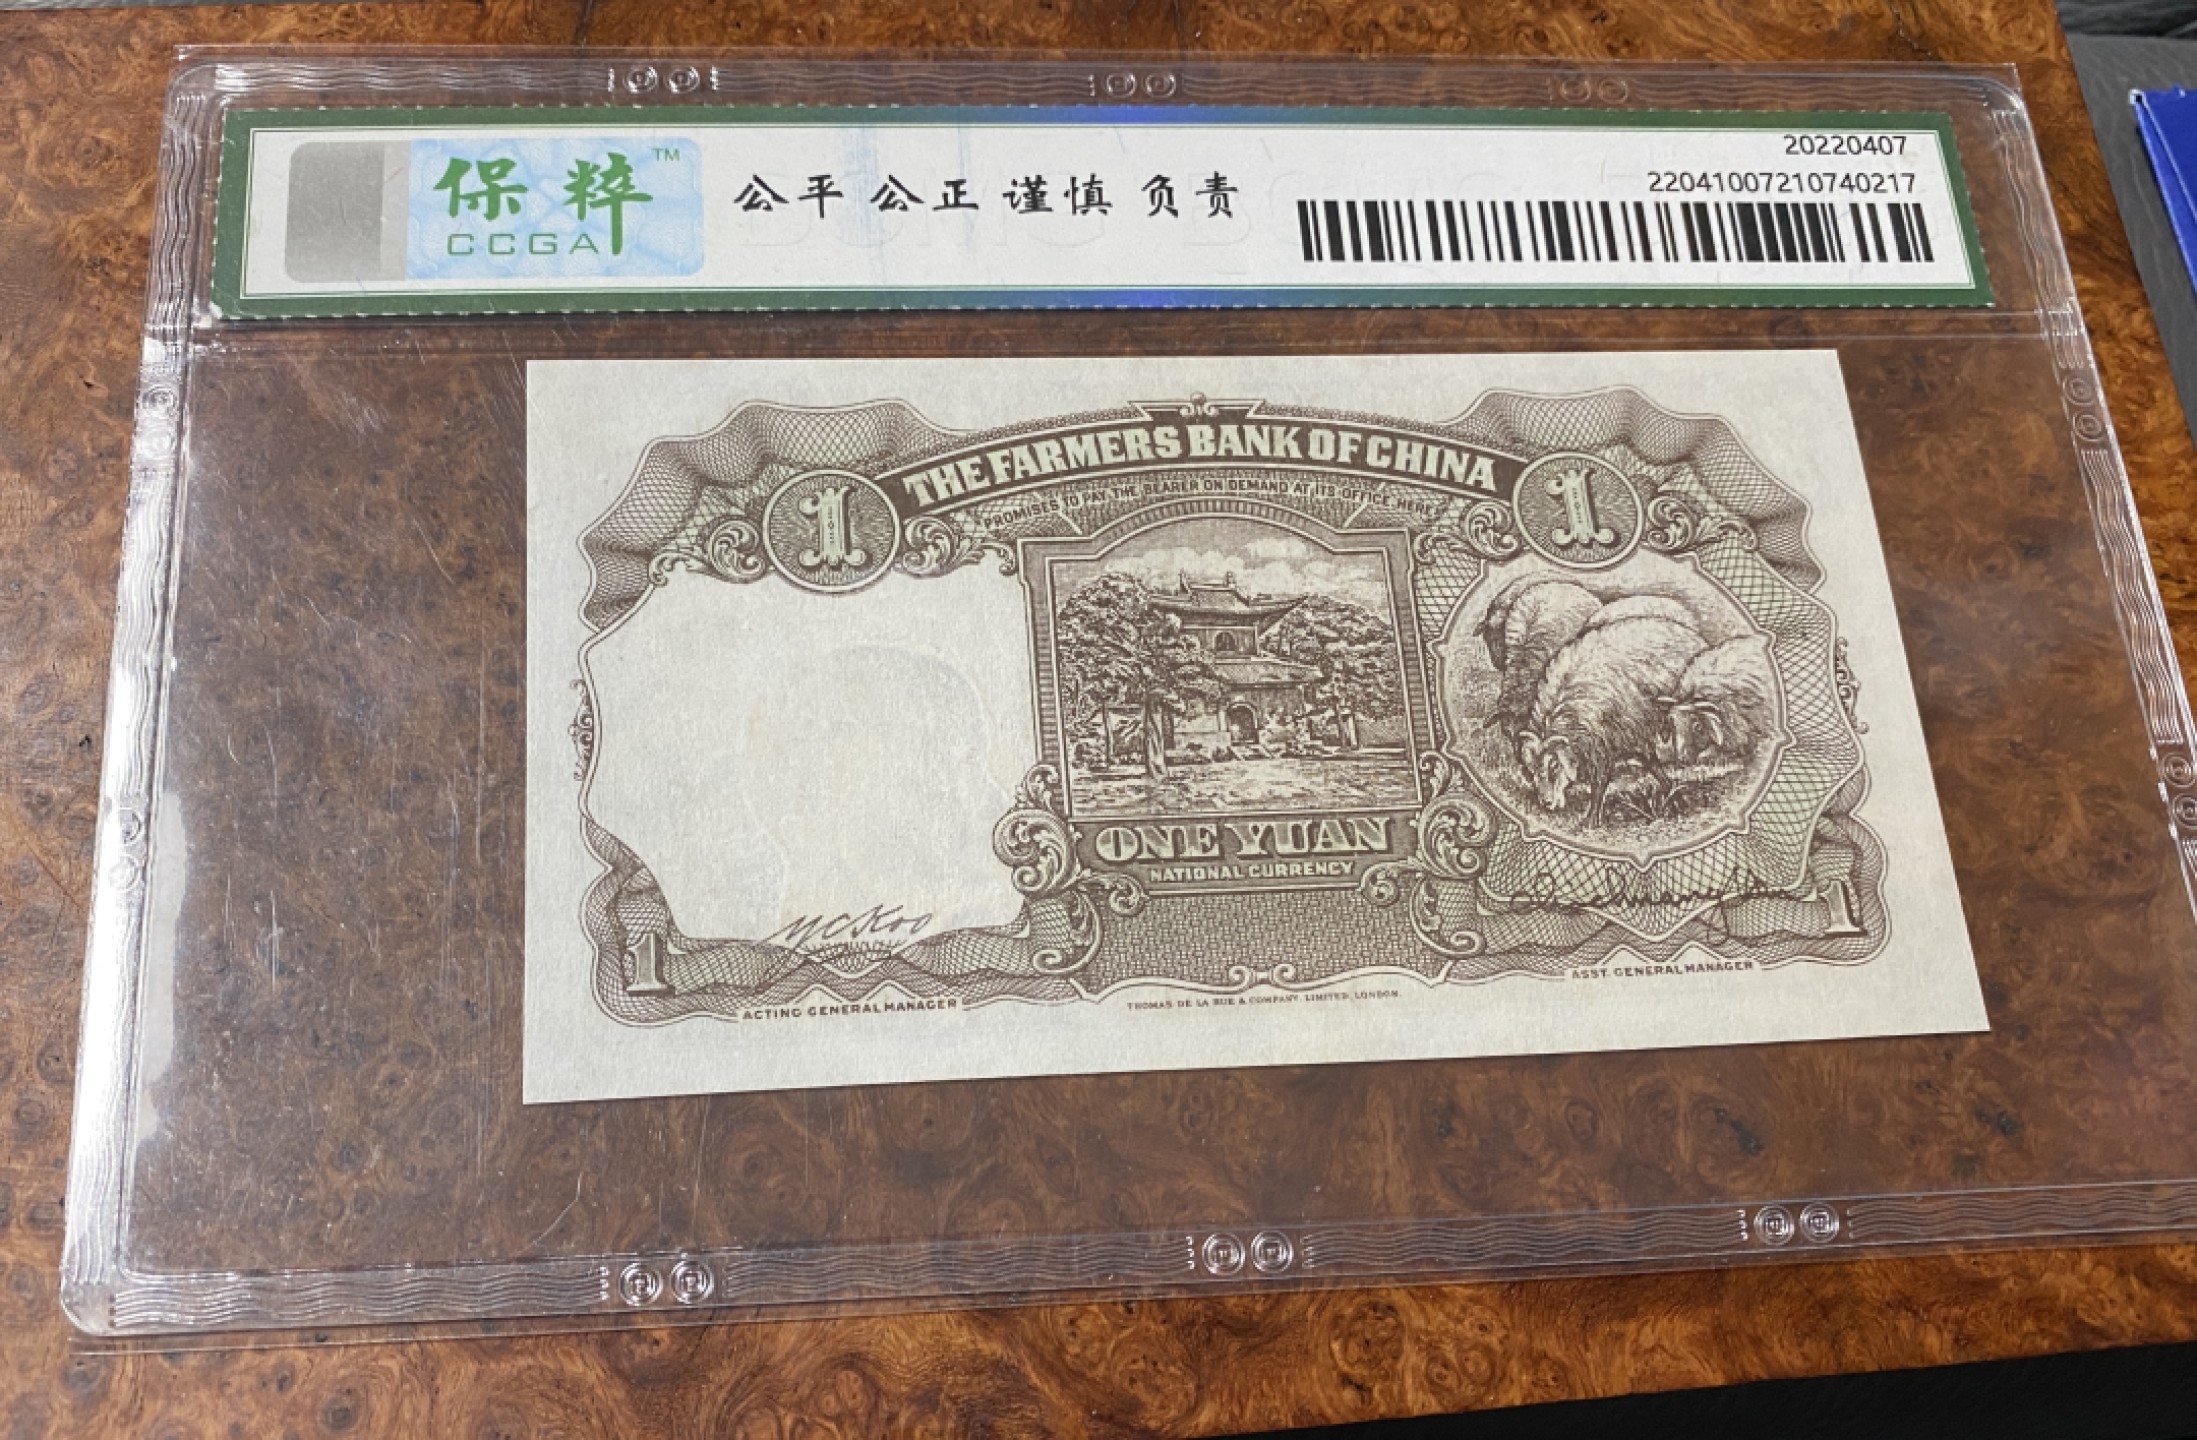 保粹 TM
CCGA
公平 公正 谨慎 负责
20220407
22041007210740217
THE FARMERS BANK OF CHINA
PROMISES TO PAY THE BEARER ON DEMAND AT ITS OFFICE HERE
1
1
ONE YUAN
NATIONAL CURRENCY
1
1
Y C Koo
ACTING GENERAL MANAGER
ASST. GENERAL MANAGER
THOMAS DE LA RUE & COMPANY, LIMITED, LONDON.